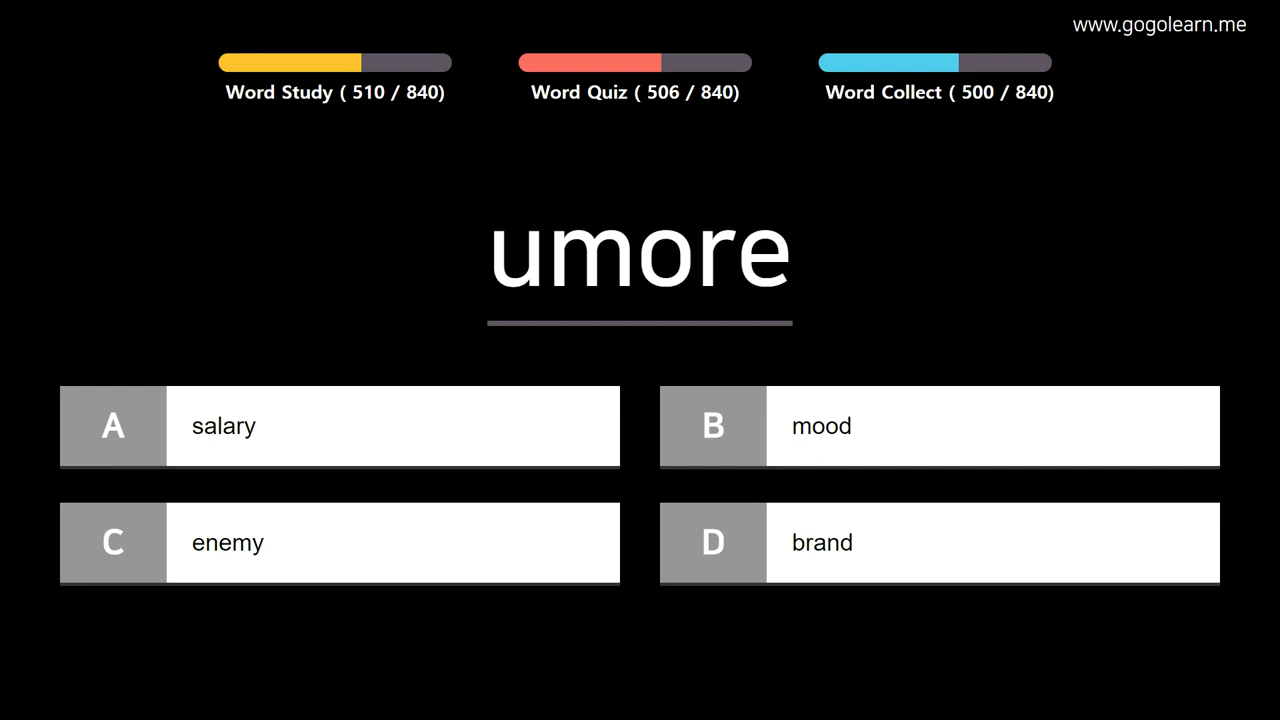 www.gogolearn.me
Word Study ( 510 / 840)
Word Quiz ( 506 / 840)
Word Collect ( 500 / 840)
umore
A salary
B mood
C enemy
D brand